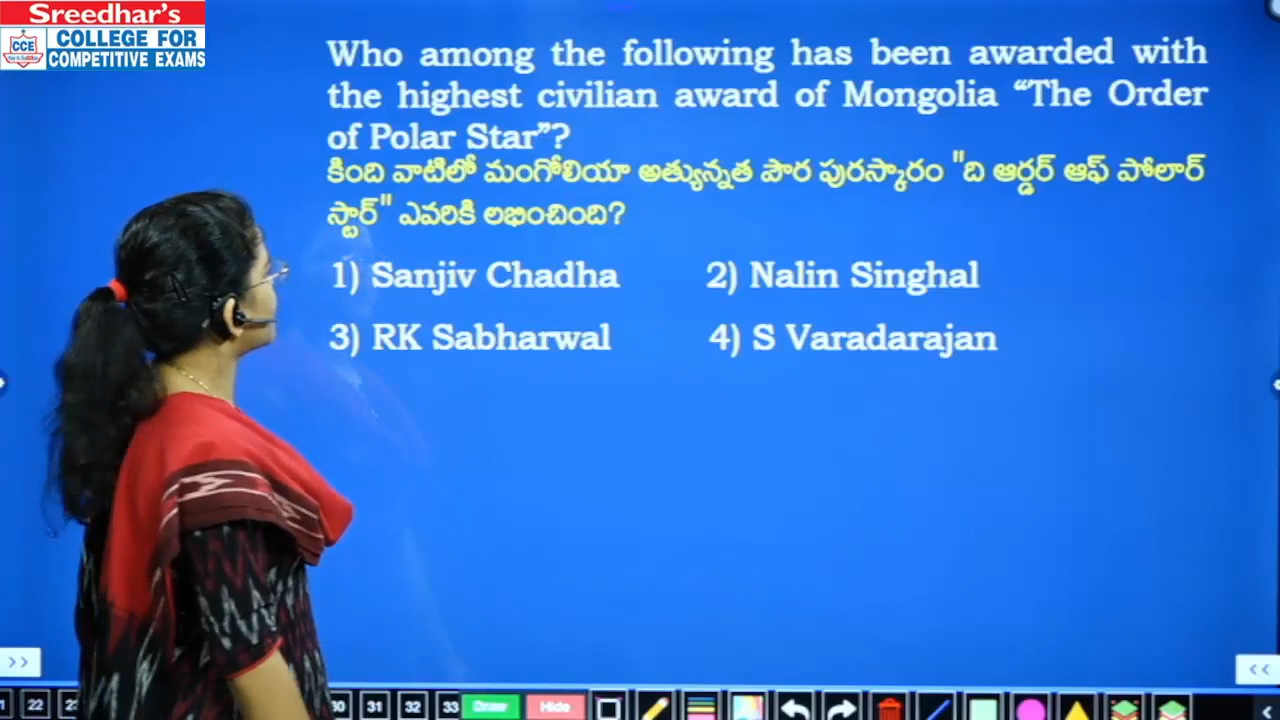 Sreedhar's
CCE
COLLEGE FOR
COMPETITIVE EXAMS
Who among the following has been awarded with
the highest civilian award of Mongolia “The Order
of Polar Star”?
కింది వాటిలో మంగోలియా అత్యున్నత పౌర పురస్కారం "ది ఆర్డర్ ఆఫ్ పోలార్
స్టార్" ఎవరికి లభించింది?
1) Sanjiv Chadha 2) Nalin Singhal
3) RK Sabharwal 4) S Varadarajan
>> <<
22 31 32 33 Draw Hide